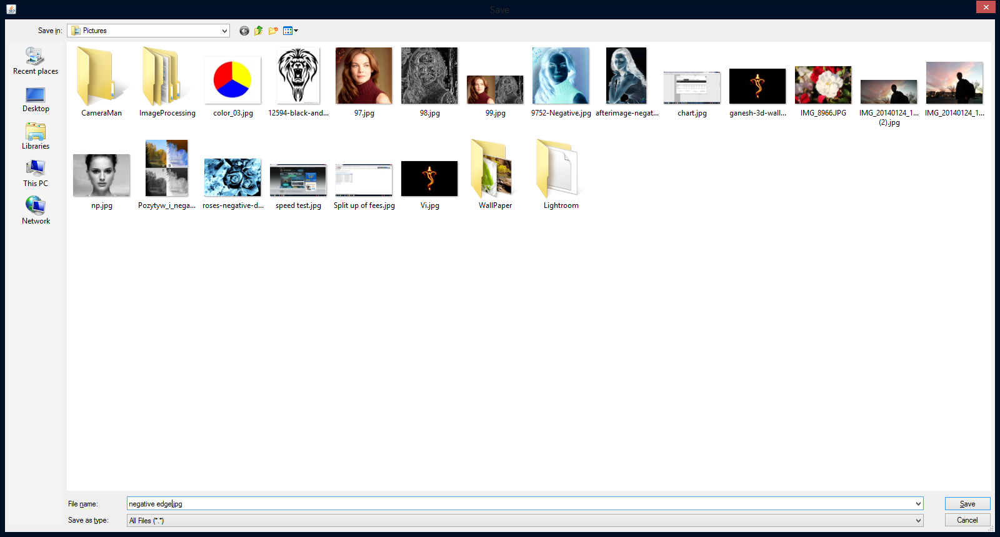 Save
Save in:
Pictures
Recent places
Desktop
Libraries
This PC
Network
CameraMan
ImageProcessing
color_03.jpg
12594-black-and...
97.jpg
98.jpg
99.jpg
9752-Negative.jpg
afterimage-negat...
chart.jpg
ganesh-3d-wall...
IMG_8966.JPG
IMG_20140124_1...
(2).jpg
IMG_20140124_1...
np.jpg
Pozytyw_i_nega...
roses-negative-d...
speed test.jpg
Split up of fees.jpg
Vi.jpg
WallPaper
Lightroom
File name:
negative edge.jpg
Save
Save as type:
All Files (*.*)
Cancel